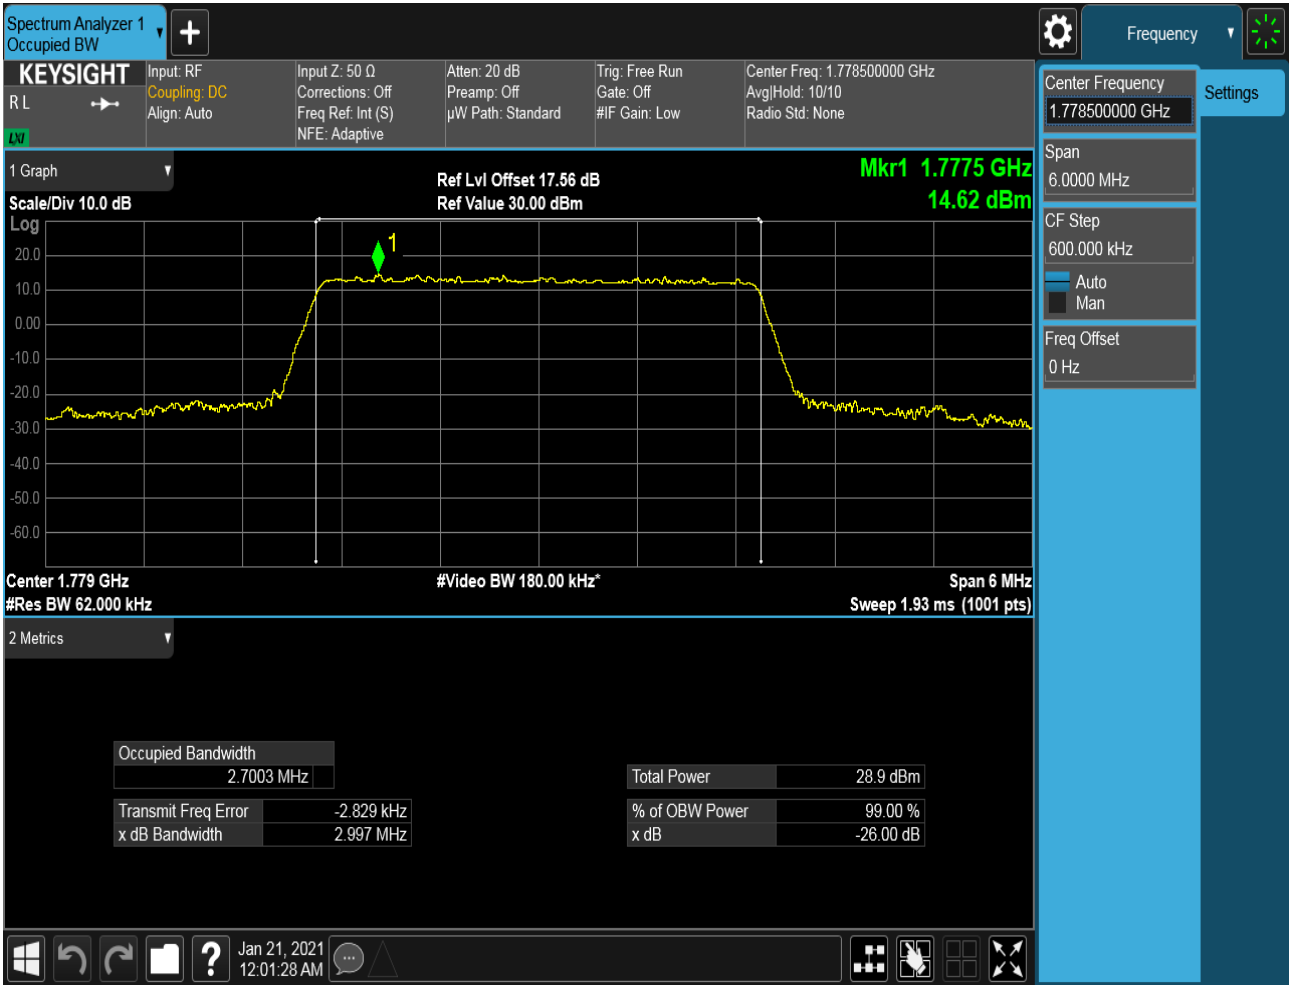 Spectrum Analyzer 1
Occupied BW
Frequency
KEYSIGHT
R L
LXI
Input: RF
Coupling: DC
Align: Auto
Input Z: 50 Ω
Corrections: Off
Freq Ref: Int (S)
NFE: Adaptive
Atten: 20 dB
Preamp: Off
µW Path: Standard
Trig: Free Run
Gate: Off
#IF Gain: Low
Center Freq: 1.778500000 GHz
Avg|Hold: 10/10
Radio Std: None
Center Frequency
1.778500000 GHz
Settings
Span
6.0000 MHz
CF Step
600.000 kHz
Auto
Man
Freq Offset
0 Hz
1 Graph
Scale/Div 10.0 dB
Ref Lvl Offset 17.56 dB
Ref Value 30.00 dBm
Mkr1 1.7775 GHz
14.62 dBm
Log
1
20.0
10.0
0.00
-10.0
-20.0
-30.0
-40.0
-50.0
-60.0
Center 1.779 GHz
#Video BW 180.00 kHz*
Span 6 MHz
#Res BW 62.000 kHz
Sweep 1.93 ms (1001 pts)
2 Metrics
Occupied Bandwidth
2.7003 MHz
Total Power 28.9 dBm
Transmit Freq Error -2.829 kHz
% of OBW Power 99.00 %
x dB Bandwidth 2.997 MHz
x dB -26.00 dB
?
Jan 21, 2021
12:01:28 AM